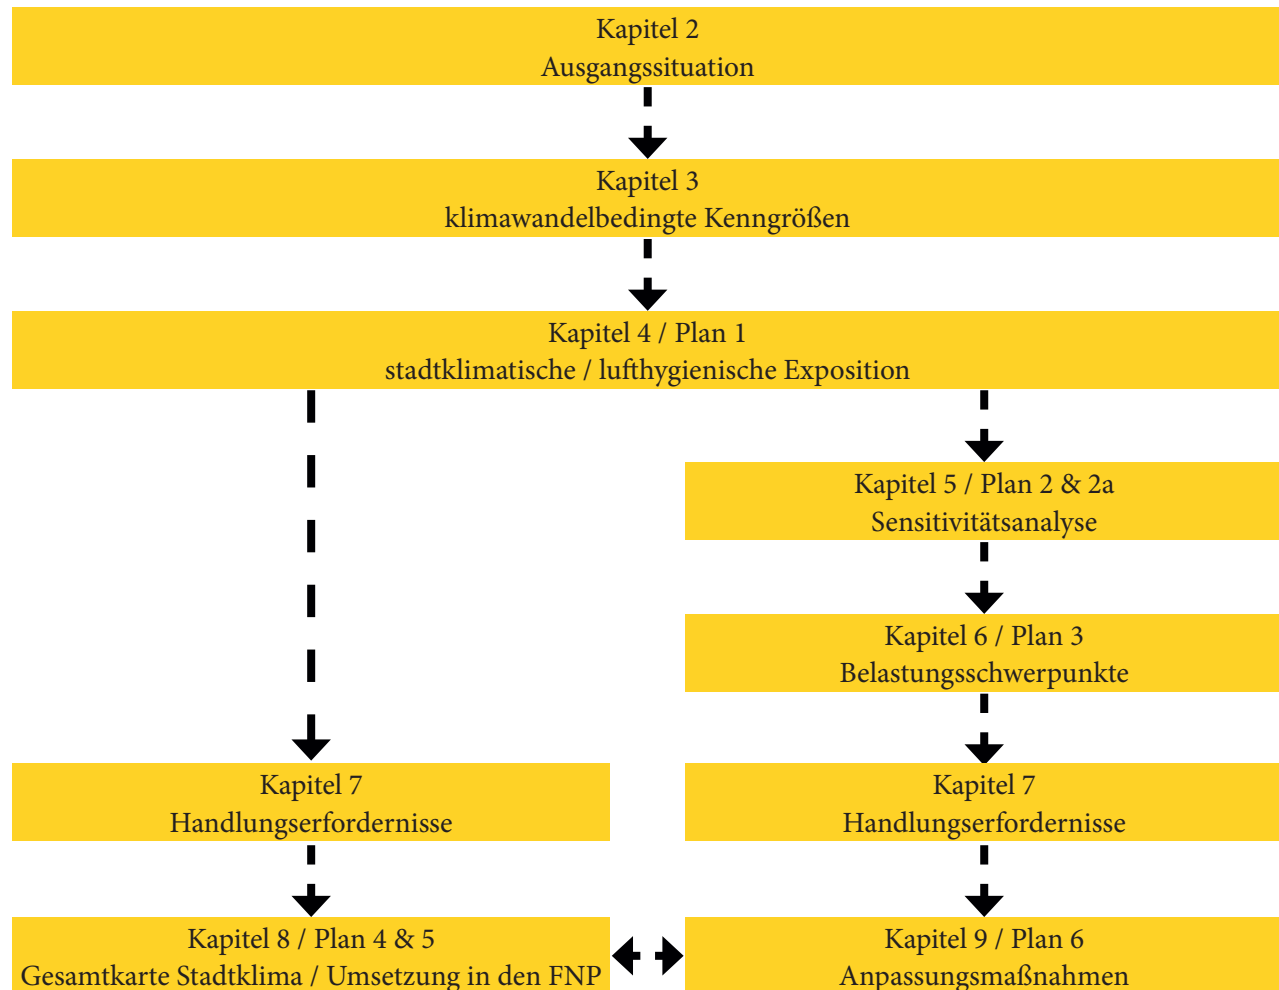 Kapitel 2
Ausgangssituation
Kapitel 3
klimawandelbedingte Kenngrößen
Kapitel 4 / Plan 1
stadtklimatische / lufthygienische Exposition
Kapitel 5 / Plan 2 & 2a
Sensitivitätsanalyse
Kapitel 6 / Plan 3
Belastungsschwerpunkte
Kapitel 7
Handlungserfordernisse
Kapitel 7
Handlungserfordernisse
Kapitel 8 / Plan 4 & 5
Gesamtkarte Stadtklima / Umsetzung in den FNP
Kapitel 9 / Plan 6
Anpassungsmaßnahmen